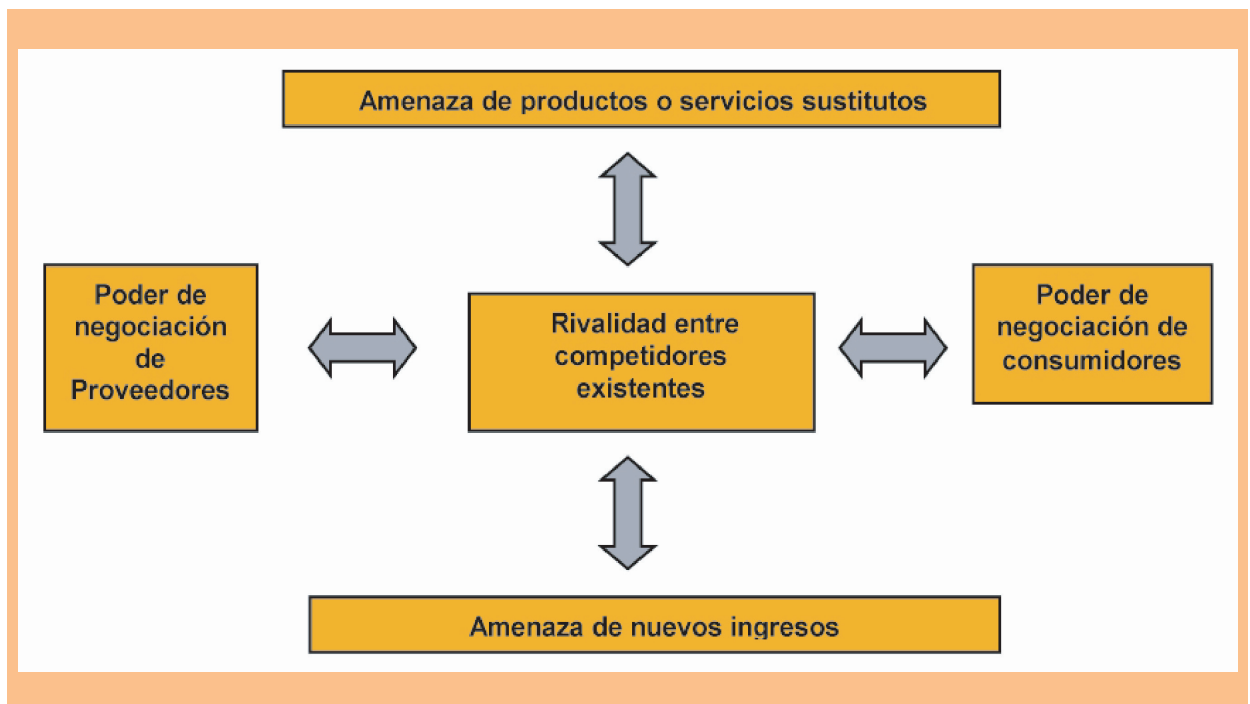 Amenaza de productos o servicios sustitutos
Poder de
negociación
de
Proveedores
Rivalidad entre
competidores
existentes
Poder de
negociación de
consumidores
Amenaza de nuevos ingresos